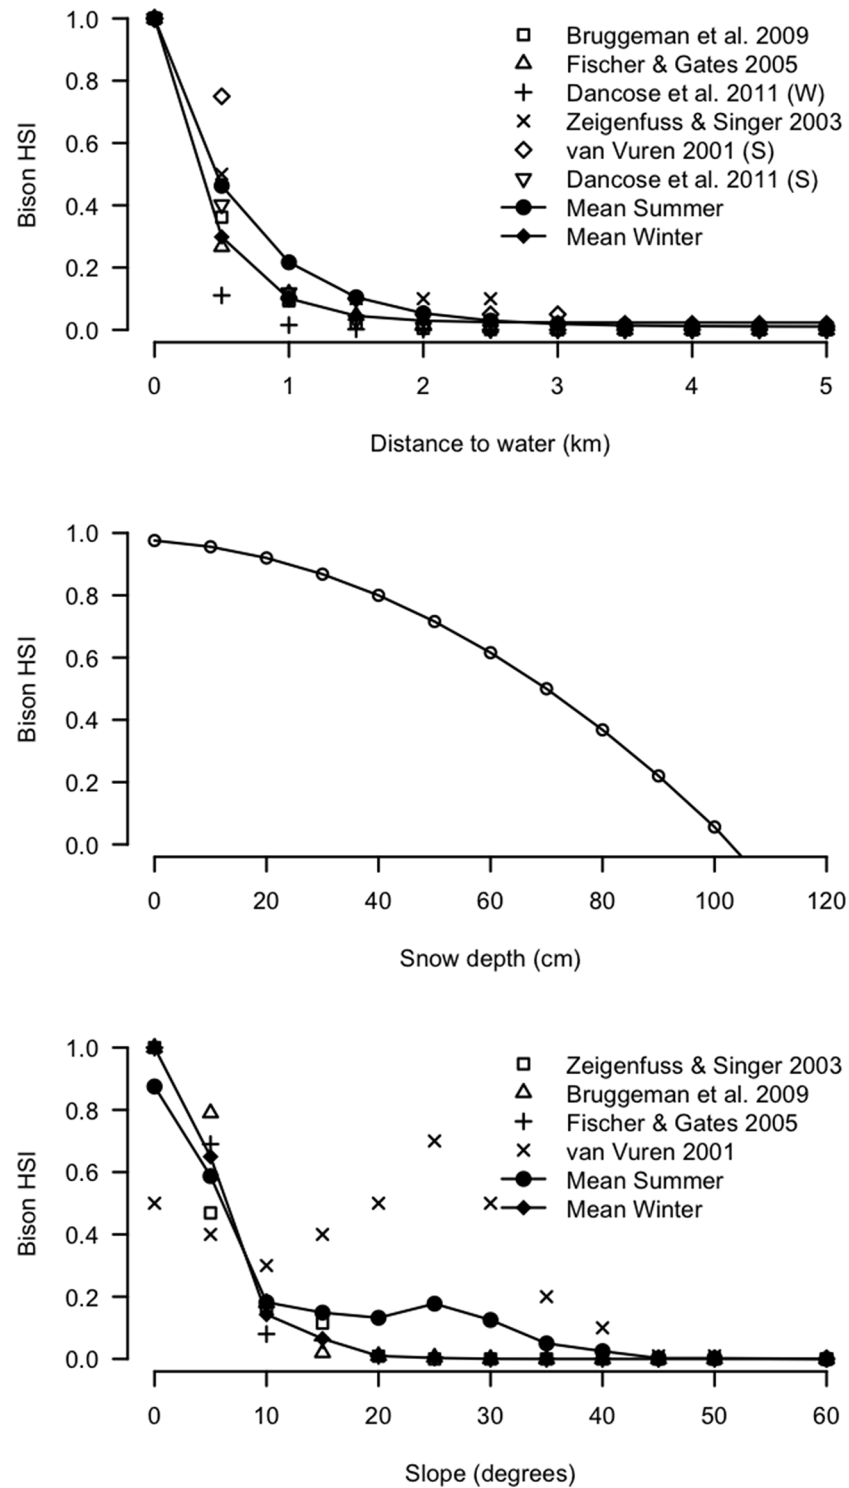 Bison HSI
1.0
0.8
0.6
0.4
0.2
0.0
Bruggeman et al. 2009
Fischer & Gates 2005
Dancose et al. 2011 (W)
Zeigenfuss & Singer 2003
van Vuren 2001 (S)
Dancose et al. 2011 (S)
Mean Summer
Mean Winter
0 1 2 3 4 5
Distance to water (km)
Bison HSI
1.0
0.8
0.6
0.4
0.2
0.0
0 20 40 60 80 100 120
Snow depth (cm)
Bison HSI
1.0
0.8
0.6
0.4
0.2
0.0
Zeigenfuss & Singer 2003
Bruggeman et al. 2009
Fischer & Gates 2005
van Vuren 2001
Mean Summer
Mean Winter
0 10 20 30 40 50 60
Slope (degrees)